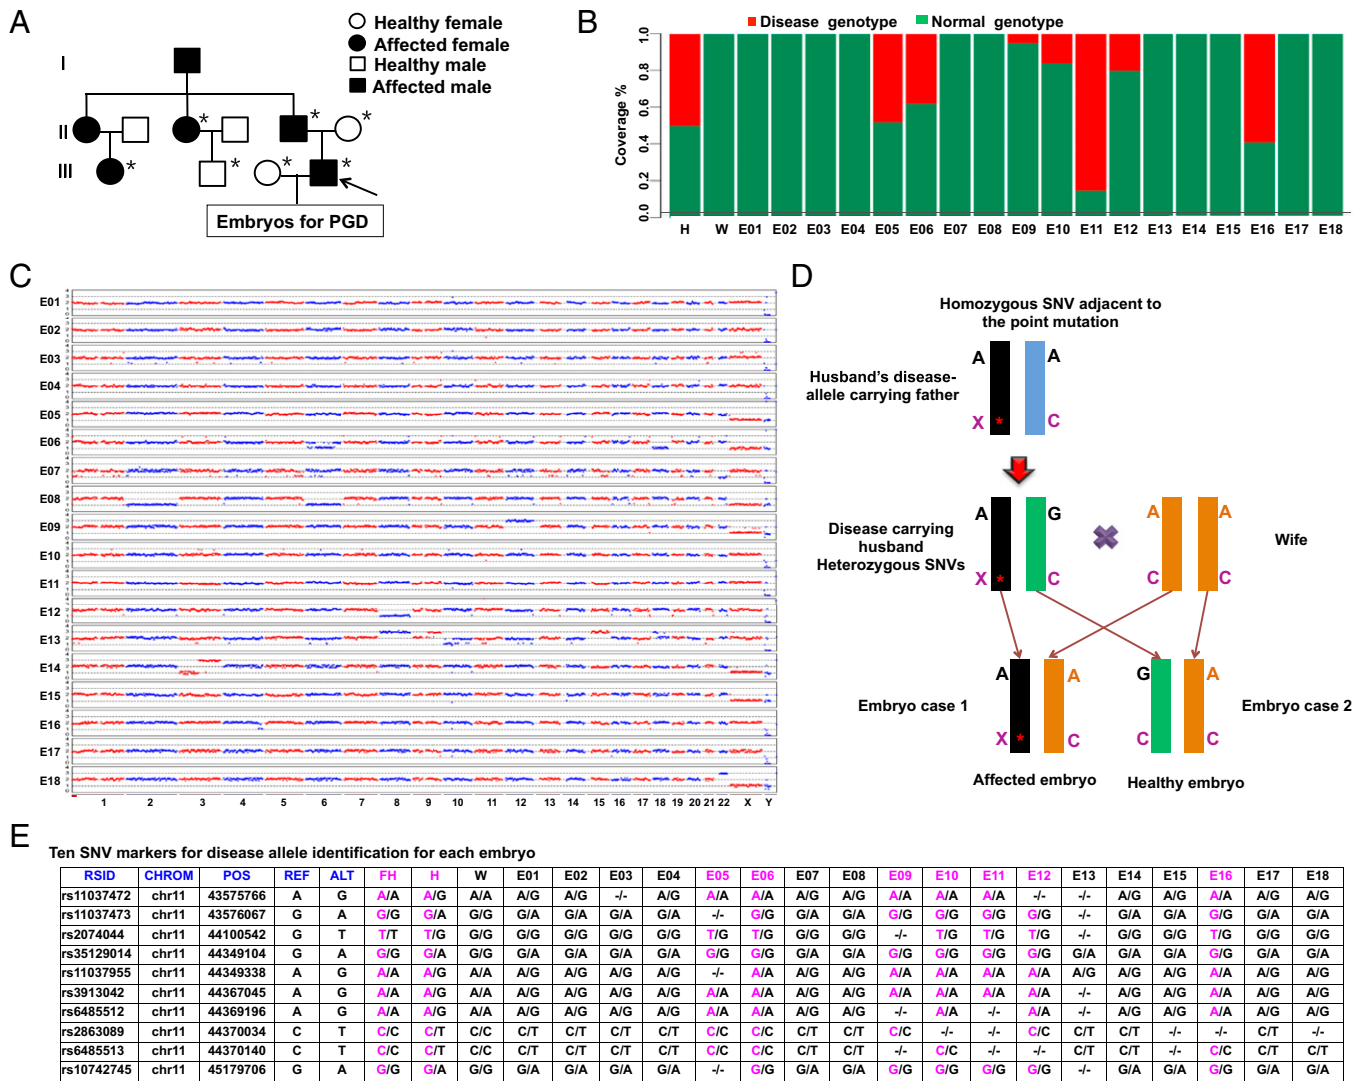 A
Healthy female
Affected female
Healthy male
Affected male
I
II
*
*
*
III
*
*
*
*
Embryos for PGD
B
Disease genotype
Normal genotype
Coverage %
1.0
0.8
0.6
0.4
0.2
0.0
H W E01 E02 E03 E04 E05 E06 E07 E08 E09 E10 E11 E12 E13 E14 E15 E16 E17 E18
C
E01
E02
E03
E04
E05
E06
E07
E08
E09
E10
E11
E12
E13
E14
E15
E16
E17
E18
1 2 3 4 5 6 7 8 9 10 11 12 13 14 15 16 17 18 19 20 21 22 X Y
D
Homozygous SNV adjacent to
the point mutation
A A
Husband's disease-
allele carrying father
X * C
A G A A
Disease carrying
husband
Heterozygous SNVs
Wife
X * C C C
A A G A
Embryo case 1
Embryo case 2
X * C C C
Affected embryo
Healthy embryo
E
Ten SNV markers for disease allele identification for each embryo
RSID CHROM POS REF ALT FH H W E01 E02 E03 E04 E05 E06 E07 E08 E09 E10 E11 E12 E13 E14 E15 E16 E17 E18
rs11037472 chr11 43575766 A G A/A A/G A/A A/G A/G -/- A/G A/A A/A A/G A/G A/A A/A A/A -/- -/- A/G A/G A/A A/G A/G
rs11037473 chr11 43576067 G A G/G G/A G/G G/A G/A G/A G/A -/- G/G G/A G/A G/G G/G G/G G/G -/- G/A G/A G/G G/A G/A
rs2074044 chr11 44100542 G T T/T T/G G/G G/G G/G G/G G/G T/G T/G G/G G/G -/- T/G T/G T/G -/- G/G G/G T/G G/G G/G
rs35129014 chr11 44349104 G A G/G G/A G/G G/A G/A G/A G/A G/G G/G G/A G/A G/G G/G G/G G/G G/A G/A G/A G/G G/A G/A
rs11037955 chr11 44349338 A G A/A A/G A/A A/G A/G A/G A/G -/- A/A A/G A/G A/A A/A A/A A/A A/G A/G A/G A/A A/G A/G
rs3913042 chr11 44367045 A G A/A A/G A/A A/G A/G A/G A/G A/A A/A A/G A/G A/A A/A A/A A/A -/- A/G A/G A/A A/G A/G
rs6485512 chr11 44369196 A G A/A A/G A/A A/G A/G A/G A/G A/A A/A A/G A/G -/- A/A -/- A/A -/- A/G A/G A/A A/G A/G
rs2863089 chr11 44370034 C T C/C C/T C/C C/T C/T C/T C/T C/C C/C C/T C/T C/C -/- -/- C/C C/T C/T -/- -/- C/T -/-
rs6485513 chr11 44370140 C T C/C C/T C/C C/T C/T C/T C/T C/C C/C C/T C/T -/- C/C -/- -/- C/T C/T -/- C/C C/T C/T
rs10742745 chr11 45179706 G A G/G G/A G/G G/A G/A G/A G/A -/- G/G G/A G/A G/G G/G G/G G/G -/- G/A G/A G/G G/A G/A